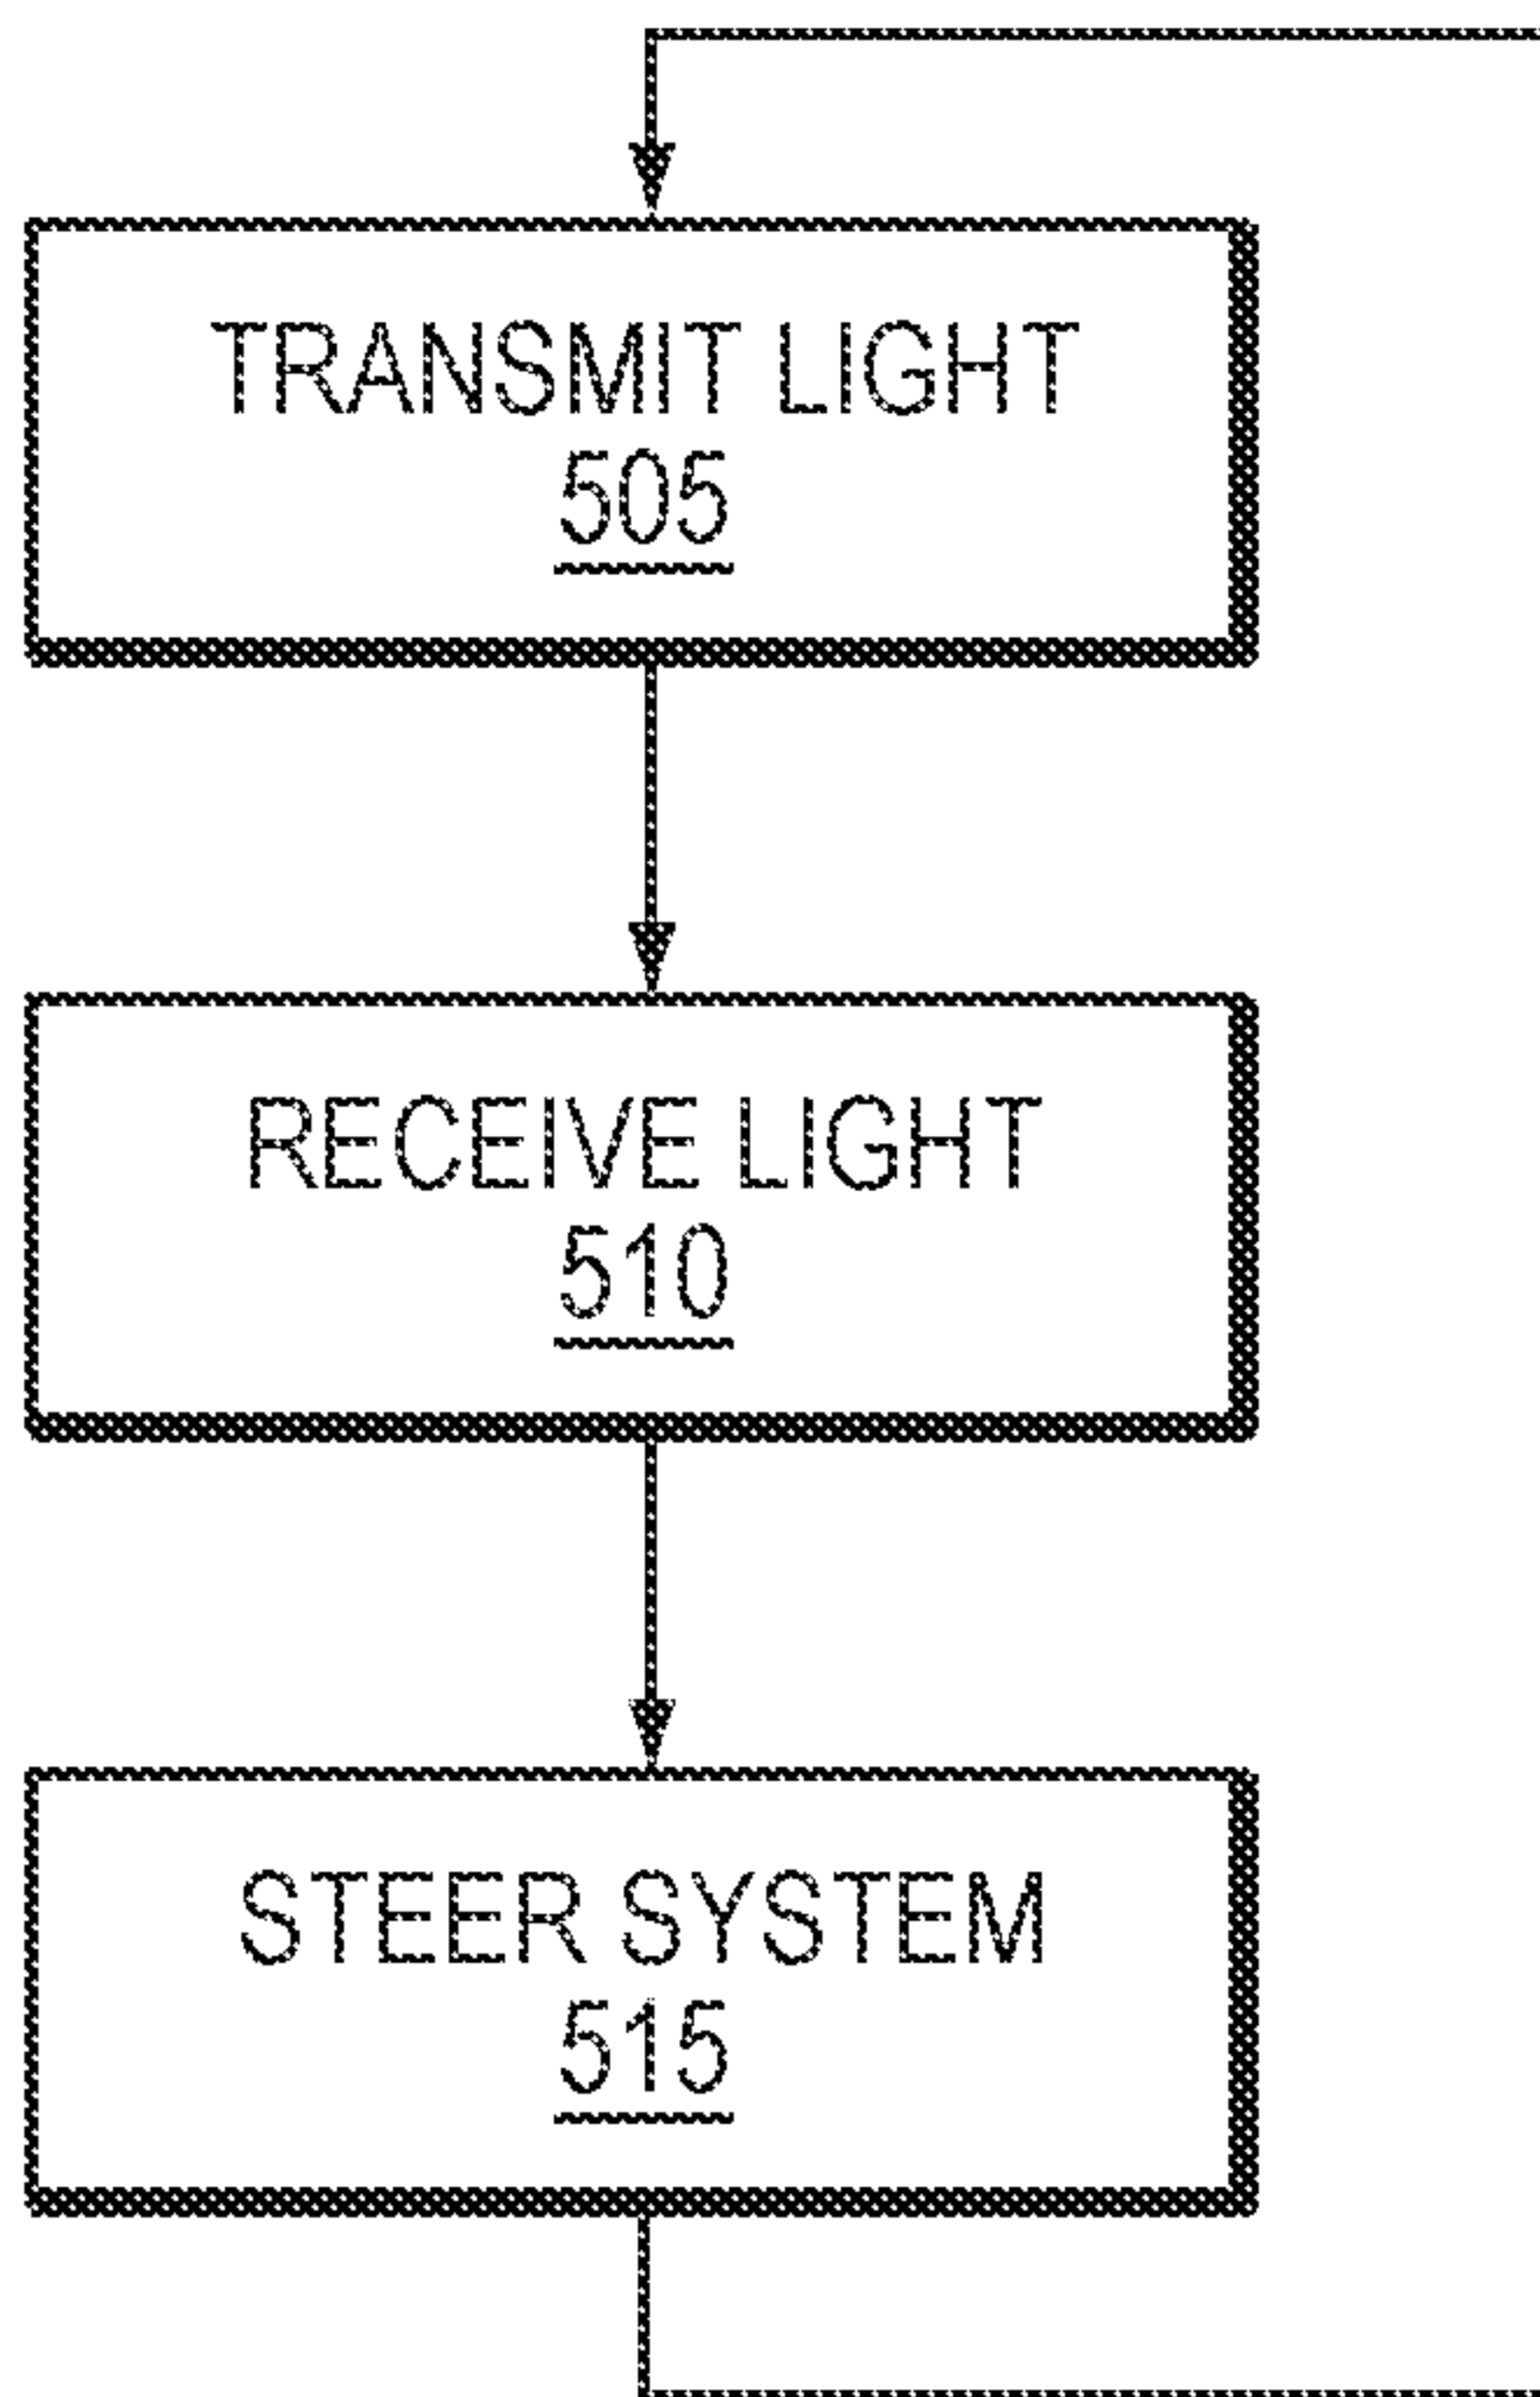 TRANSMIT LIGHT
505
RECEIVE LIGHT
510
STEER SYSTEM
515